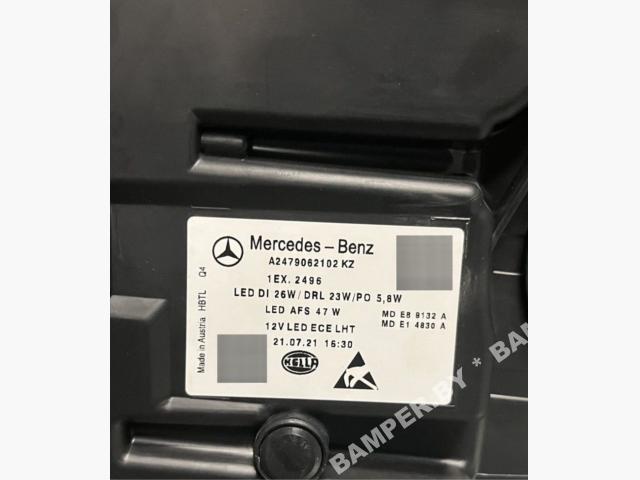 Mercedes-Benz
A2479062102 KZ
1EX. 2496
LED DI 26W/DRL 23W/PO 5,8W
LED AFS 47 W
MD E8 9132 A
12V LED ECE LHT
MD E1 4830 A
21.07.21 16:30
HELLA
Made in Austria HBTL Q4
BAMPER.BY * BAM